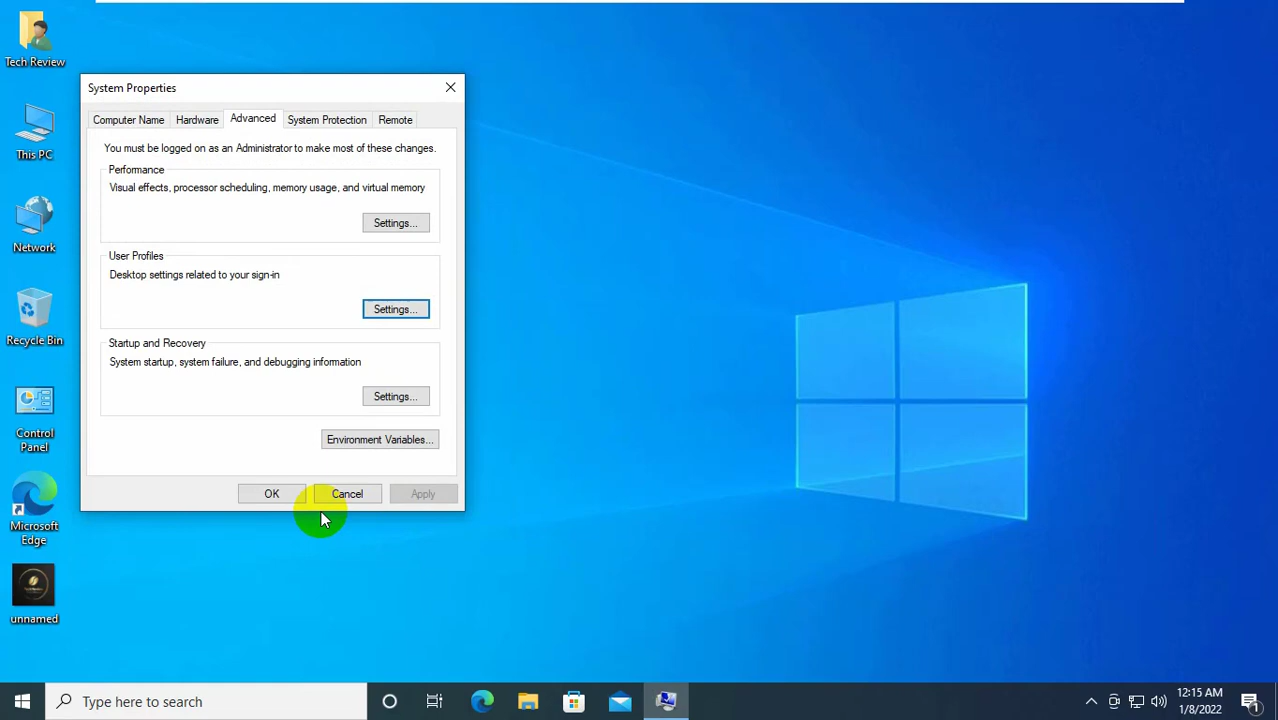 Tech Review
This PC
Network
Recycle Bin
Control
Panel
Microsoft
Edge
unnamed
System Properties
Computer Name
Hardware
Advanced
System Protection
Remote
You must be logged on as an Administrator to make most of these changes.
Performance
Visual effects, processor scheduling, memory usage, and virtual memory
Settings...
User Profiles
Desktop settings related to your sign-in
Settings...
Startup and Recovery
System startup, system failure, and debugging information
Settings...
Environment Variables...
OK
Cancel
Apply
Type here to search
12:15 AM
1/8/2022
1